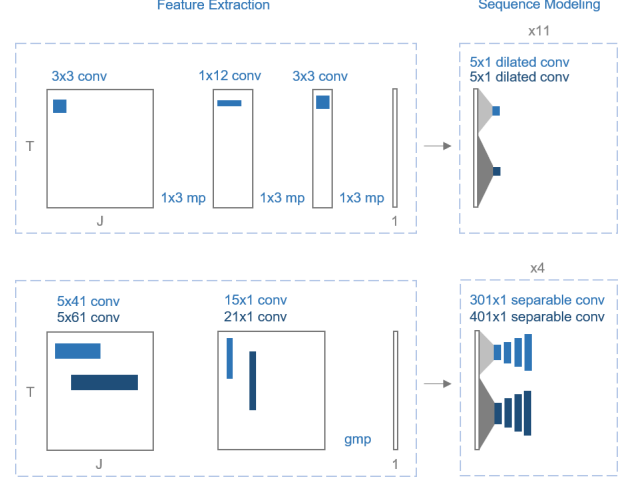 Feature Extraction
Sequence Modeling
x11
3x3 conv
1x12 conv
3x3 conv
5x1 dilated conv
5x1 dilated conv
T
1x3 mp
1x3 mp
1x3 mp
J
1
x4
5x41 conv
5x61 conv
15x1 conv
21x1 conv
301x1 separable conv
401x1 separable conv
T
gmp
J
1